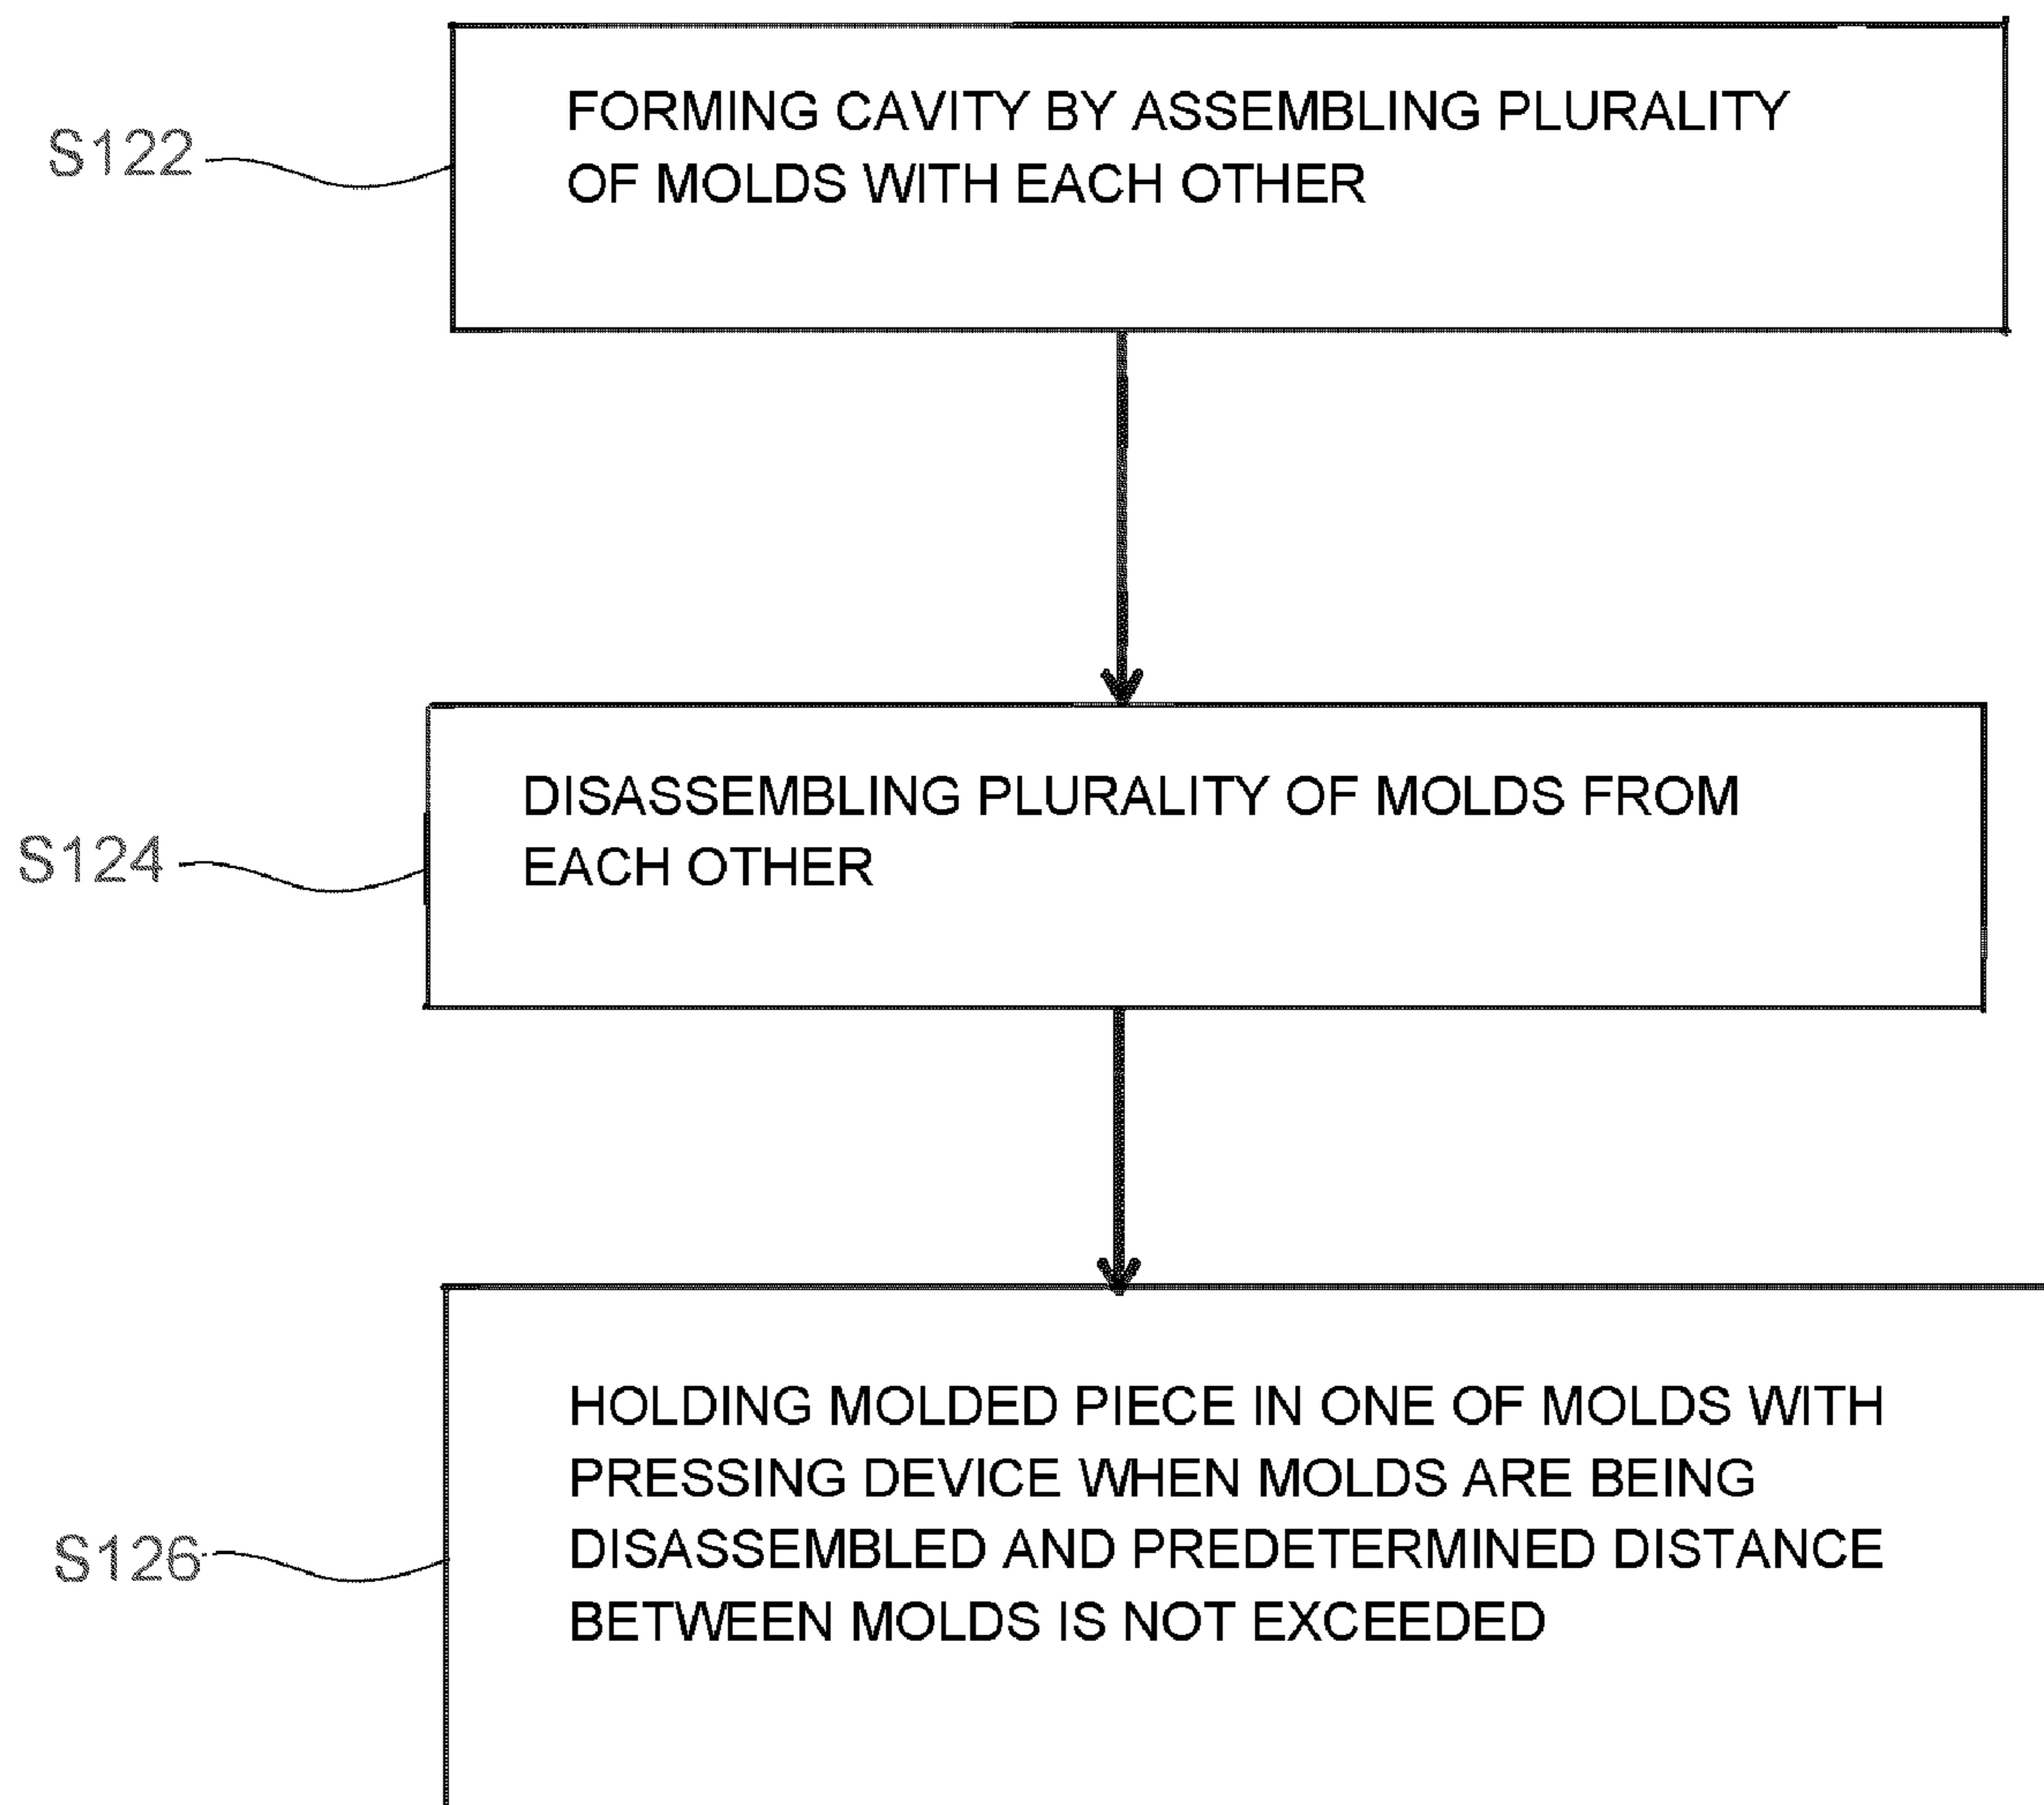 FORMING CAVITY BY ASSEMBLING PLURALITY
OF MOLDS WITH EACH OTHER
S122
DISASSEMBLING PLURALITY OF MOLDS FROM
EACH OTHER
S124
HOLDING MOLDED PIECE IN ONE OF MOLDS WITH
PRESSING DEVICE WHEN MOLDS ARE BEING
DISASSEMBLED AND PREDETERMINED DISTANCE
BETWEEN MOLDS IS NOT EXCEEDED
S126